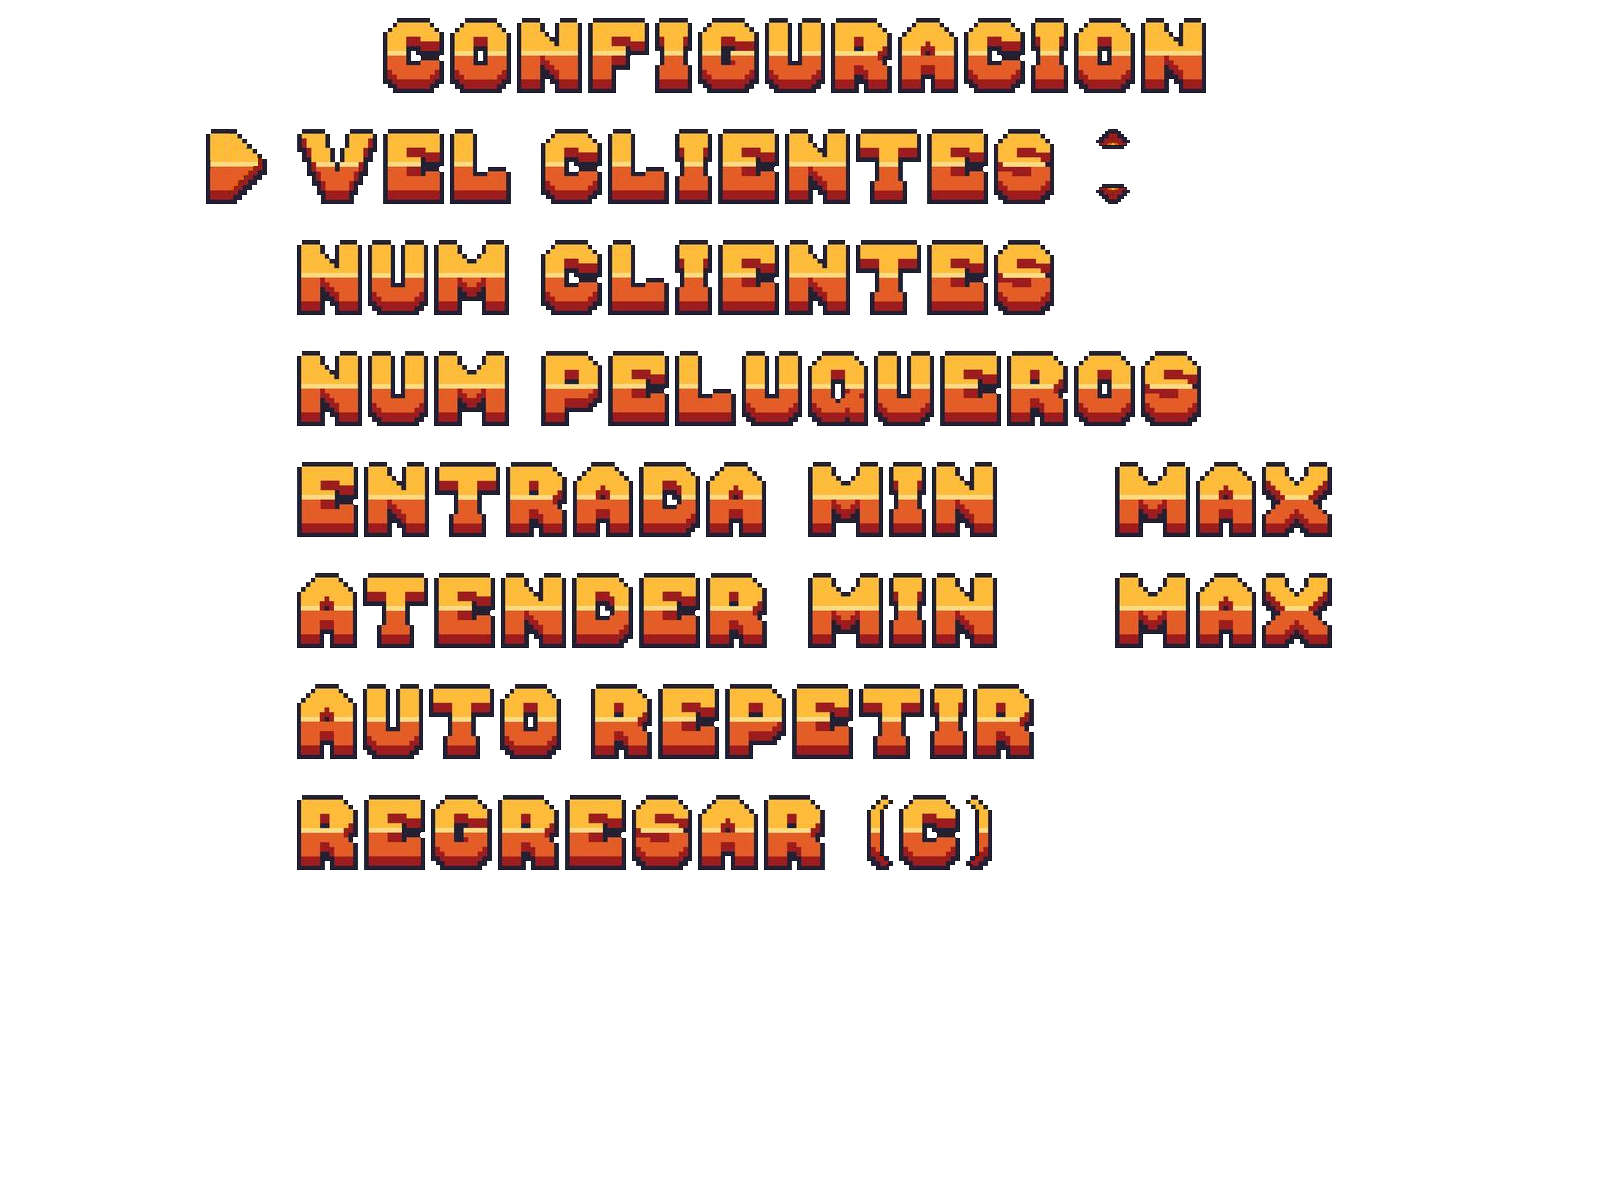 CONFIGURACION
VEL CLIENTES :
NUM CLIENTES
NUM PELUQUEROS
ENTRADA MIN MAX
ATENDER MIN MAX
AUTO REPETIR
REGRESAR (C)